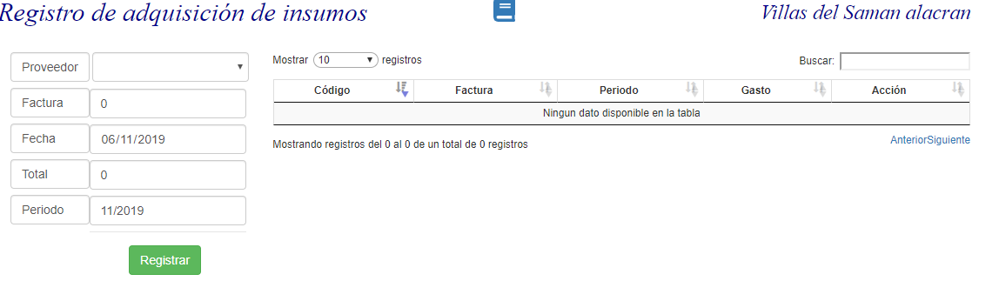 Registro de adquisición de insumos
Villas del Saman alacran
Proveedor
Factura 0
Fecha 06/11/2019
Total 0
Periodo 11/2019
Registrar
Mostrar 10 registros
Buscar:
Código Factura Periodo Gasto Acción
Ningun dato disponible en la tabla
Mostrando registros del 0 al 0 de un total de 0 registros
AnteriorSiguiente